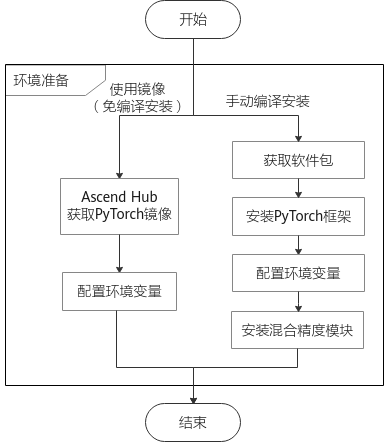 开始
环境准备
使用镜像
（免编译安装）
手动编译安装
Ascend Hub
获取PyTorch镜像
配置环境变量
获取软件包
安装PyTorch框架
配置环境变量
安装混合精度模块
结束